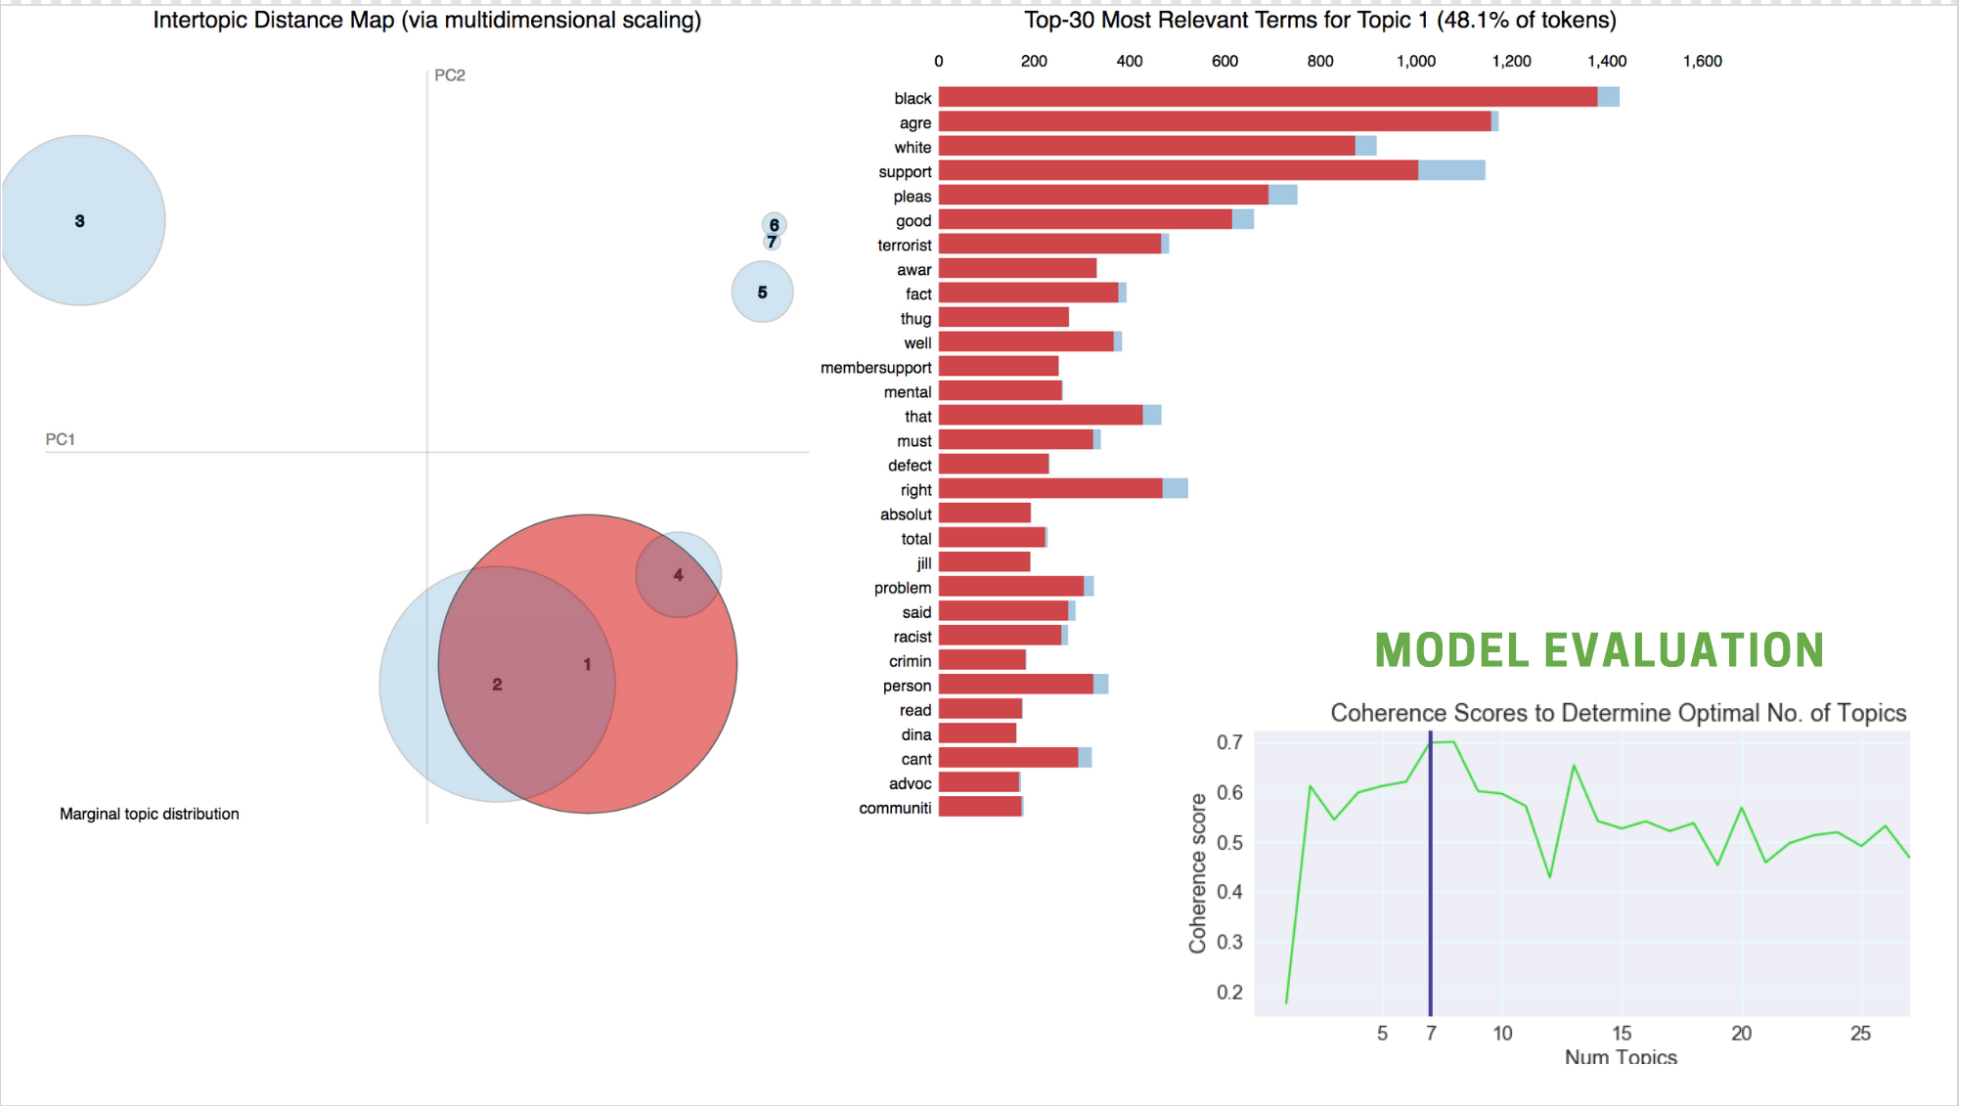 Intertopic Distance Map (via multidimensional scaling)
PC2
PC1
3
6
7
5
4
1
2
Marginal topic distribution
Top-30 Most Relevant Terms for Topic 1 (48.1% of tokens)
0 200 400 600 800 1,000 1,200 1,400 1,600
black
agre
white
support
pleas
good
terrorist
awar
fact
thug
well
membersupport
mental
that
must
defect
right
absolut
total
jill
problem
said
racist
crimin
person
read
dina
cant
advoc
communiti
MODEL EVALUATION
Coherence Scores to Determine Optimal No. of Topics
Coherence score
0.7
0.6
0.5
0.4
0.3
0.2
5 7 10 15 20 25
Num Topics